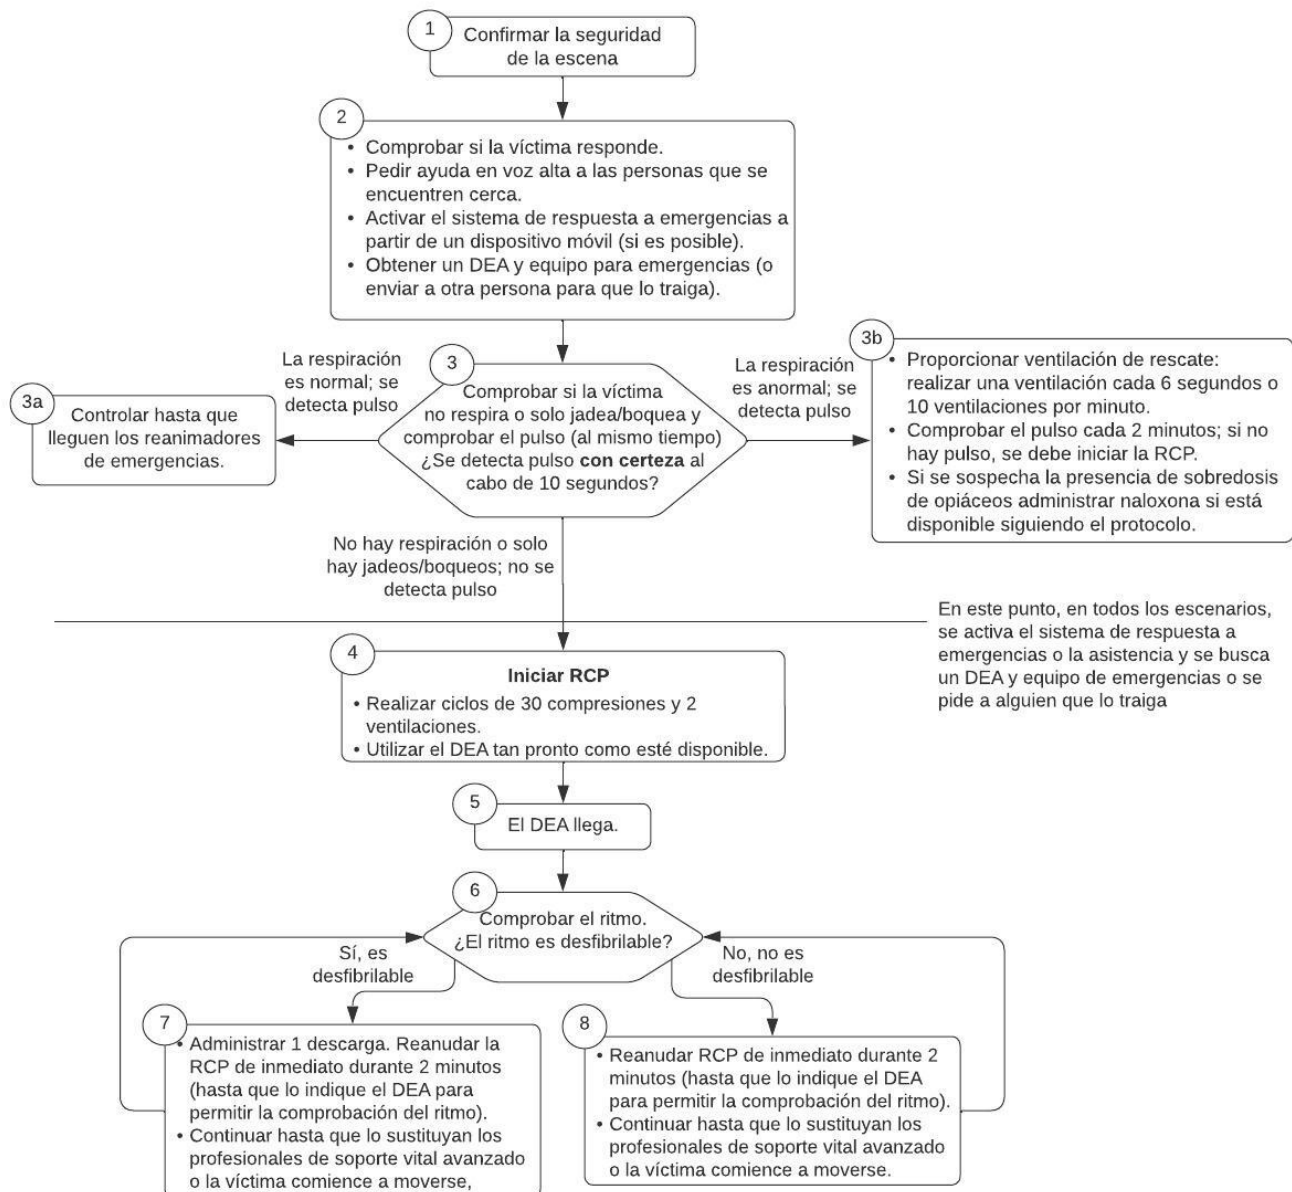 1
Confirmar la seguridad
de la escena
2
• Comprobar si la víctima responde.
• Pedir ayuda en voz alta a las personas que se
encuentren cerca.
• Activar el sistema de respuesta a emergencias a
partir de un dispositivo móvil (si es posible).
• Obtener un DEA y equipo para emergencias (o
enviar a otra persona para que lo traiga).
La respiración
es normal; se
detecta pulso
3a
Controlar hasta que
lleguen los reanimadores
de emergencias.
3
Comprobar si la víctima
no respira o solo jadea/boquea y
comprobar el pulso (al mismo tiempo)
¿Se detecta pulso con certeza al
cabo de 10 segundos?
La respiración
es anormal; se
detecta pulso
3b
• Proporcionar ventilación de rescate:
realizar una ventilación cada 6 segundos o
10 ventilaciones por minuto.
• Comprobar el pulso cada 2 minutos; si no
hay pulso, se debe iniciar la RCP.
• Si se sospecha la presencia de sobredosis
de opiáceos administrar naloxona si está
disponible siguiendo el protocolo.
No hay respiración o solo
hay jadeos/boqueos; no se
detecta pulso
En este punto, en todos los escenarios,
se activa el sistema de respuesta a
emergencias o la asistencia y se busca
un DEA y equipo de emergencias o se
pide a alguien que lo traiga
4
Iniciar RCP
• Realizar ciclos de 30 compresiones y 2
ventilaciones.
• Utilizar el DEA tan pronto como esté disponible.
5
El DEA llega.
6
Comprobar el ritmo.
¿El ritmo es desfibrilable?
Sí, es
desfibrilable
No, no es
desfibrilable
7
• Administrar 1 descarga. Reanudar la
RCP de inmediato durante 2 minutos
(hasta que lo indique el DEA para
permitir la comprobación del ritmo).
• Continuar hasta que lo sustituyan los
profesionales de soporte vital avanzado
o la víctima comience a moverse,
8
• Reanudar RCP de inmediato durante 2
minutos (hasta que lo indique el DEA
para permitir la comprobación del ritmo).
• Continuar hasta que lo sustituyan los
profesionales de soporte vital avanzado
o la víctima comience a moverse.